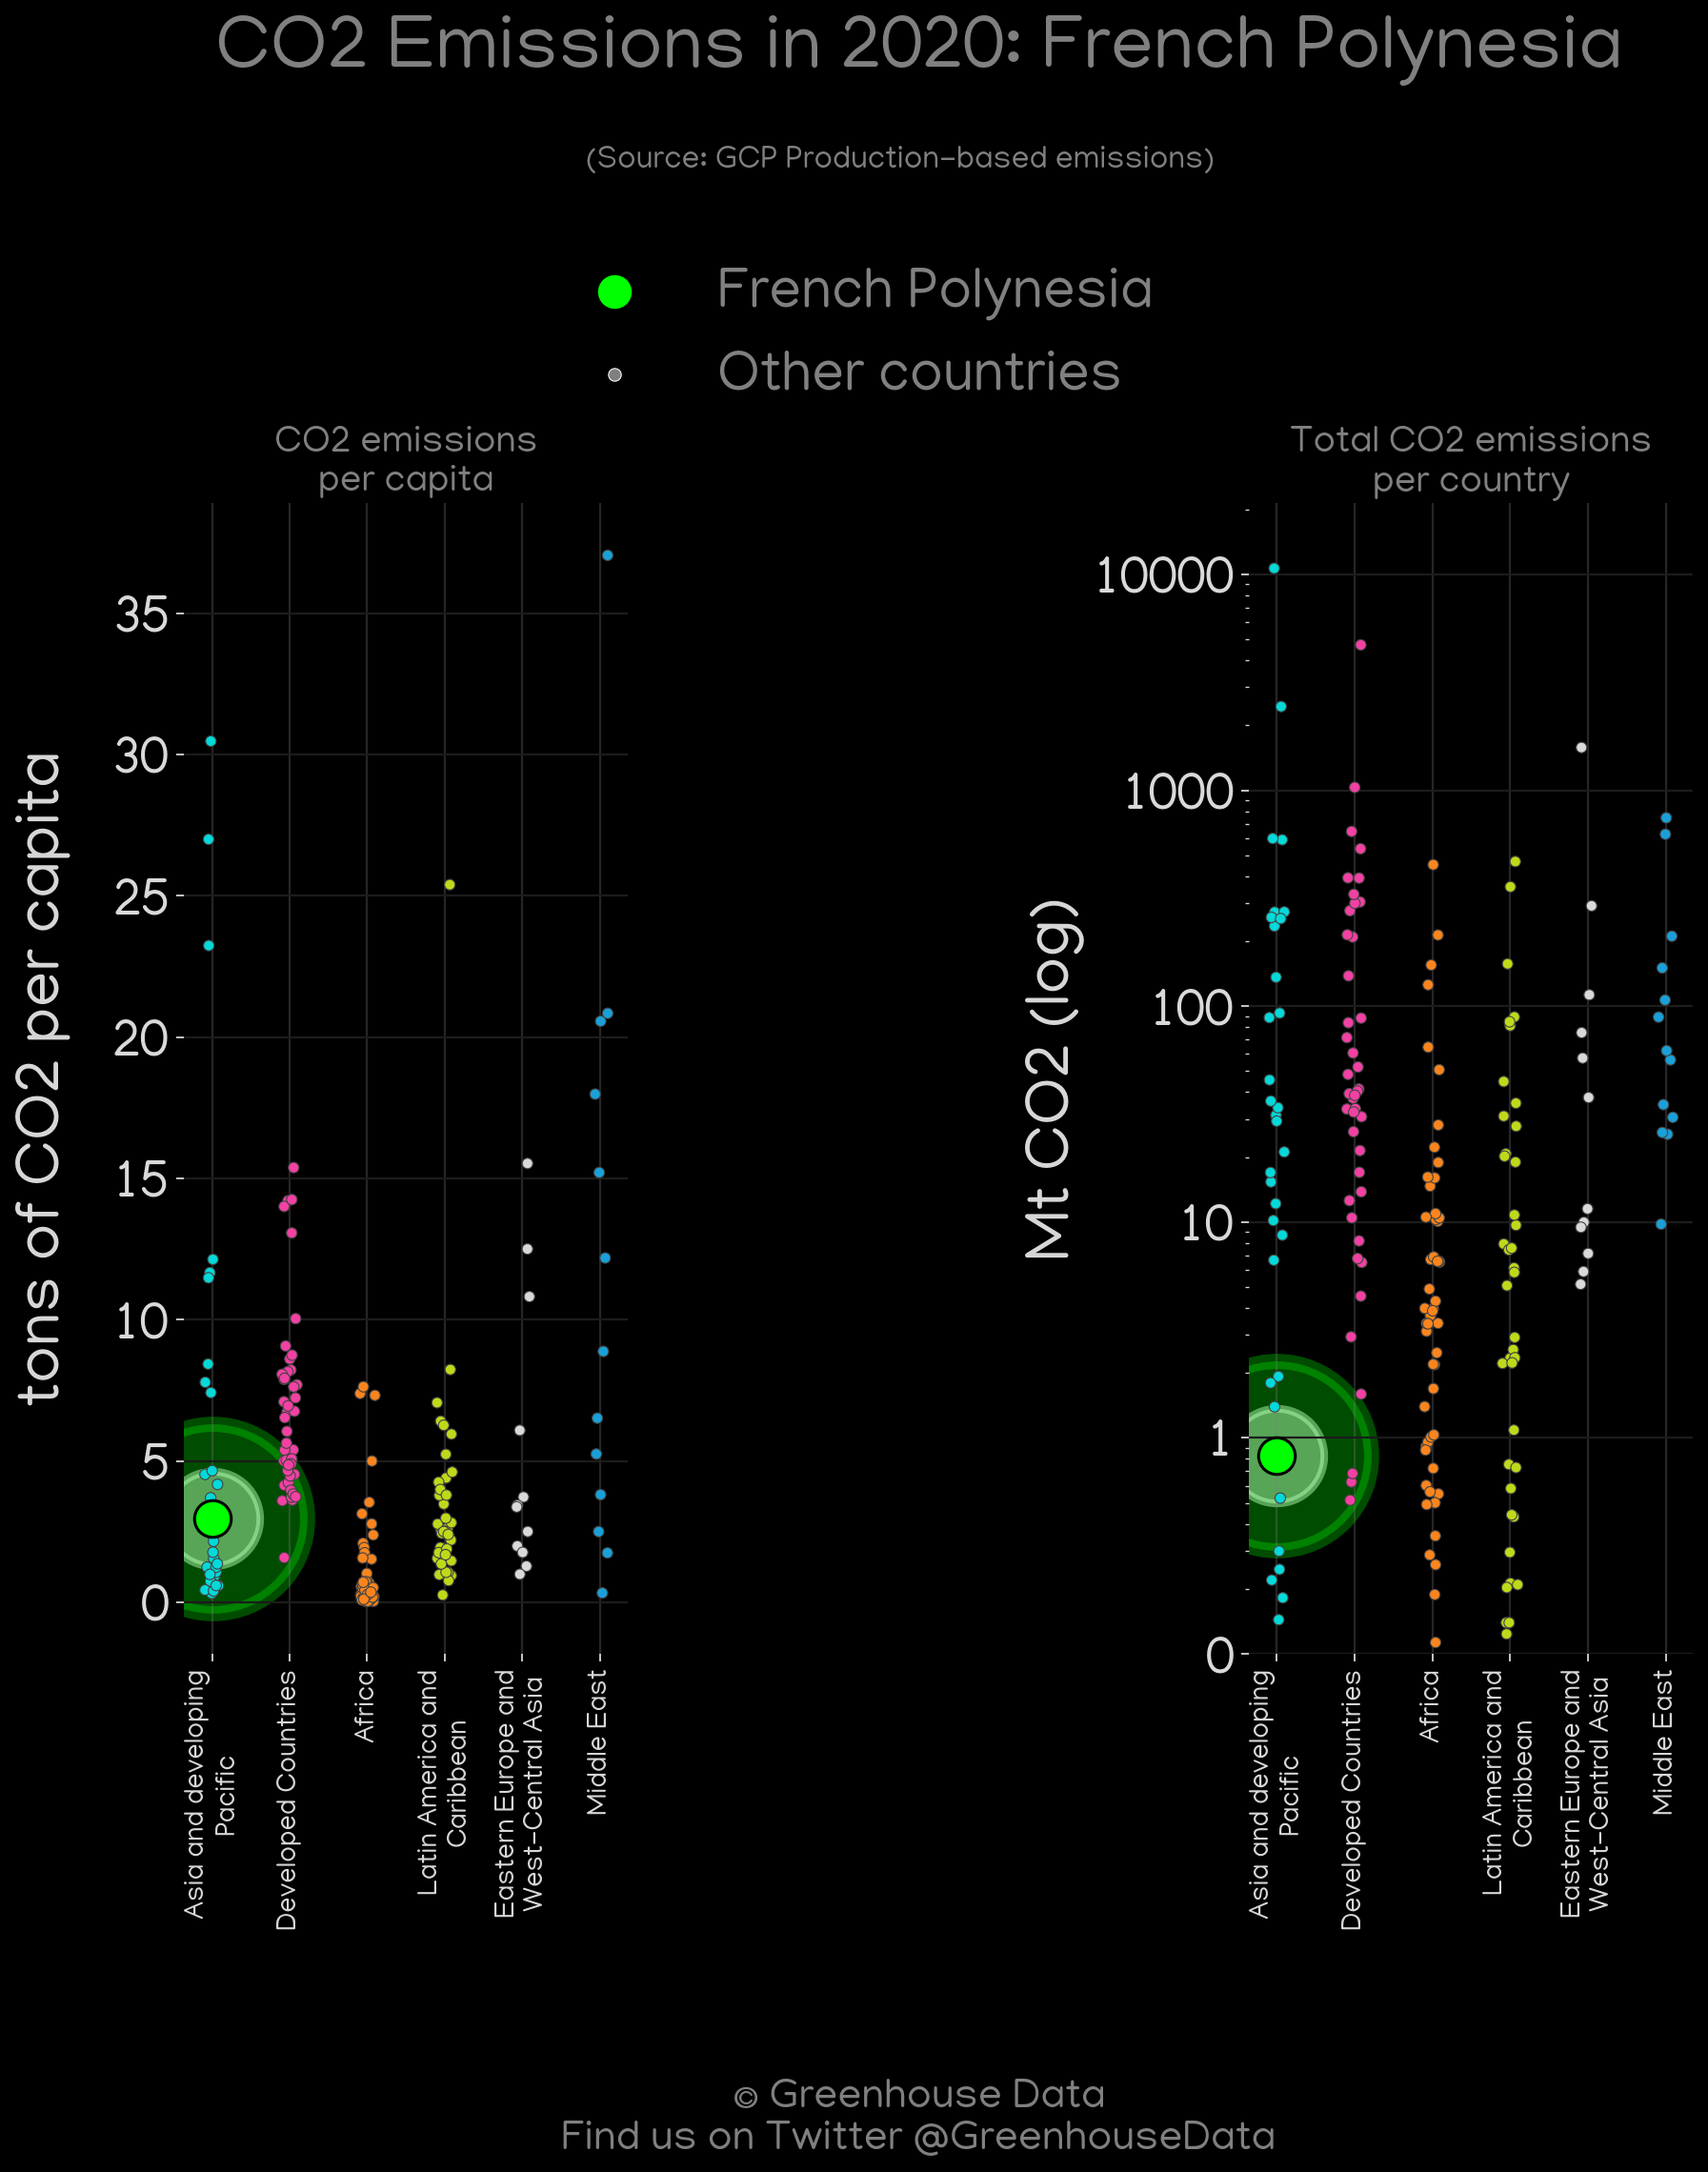 CO2 Emissions in 2020: French Polynesia
(Source: GCP Production-based emissions)
French Polynesia
Other countries
CO2 emissions
per capita
tons of CO2 per capita
35
30
25
20
15
10
5
0
Asia and developing
Pacific
Developed Countries
Africa
Latin America and
Caribbean
Eastern Europe and
West-Central Asia
Middle East
Total CO2 emissions
per country
Mt CO2 (log)
10000
1000
100
10
1
0
Asia and developing
Pacific
Developed Countries
Africa
Latin America and
Caribbean
Eastern Europe and
West-Central Asia
Middle East
© Greenhouse Data
Find us on Twitter @GreenhouseData